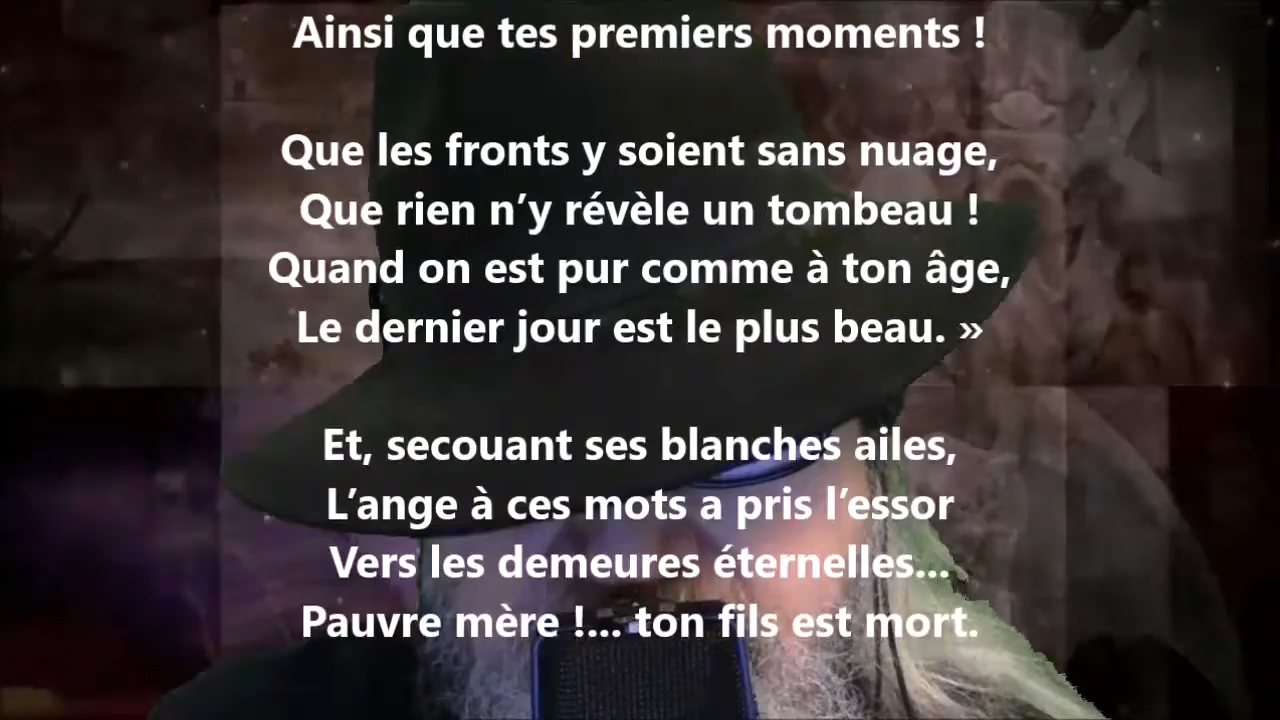 Ainsi que tes premiers moments !
Que les fronts y soient sans nuage,
Que rien n’y révèle un tombeau !
Quand on est pur comme à ton âge,
Le dernier jour est le plus beau. »
Et, secouant ses blanches ailes,
L’ange à ces mots a pris l’essor
Vers les demeures éternelles...
Pauvre mère !... ton fils est mort.